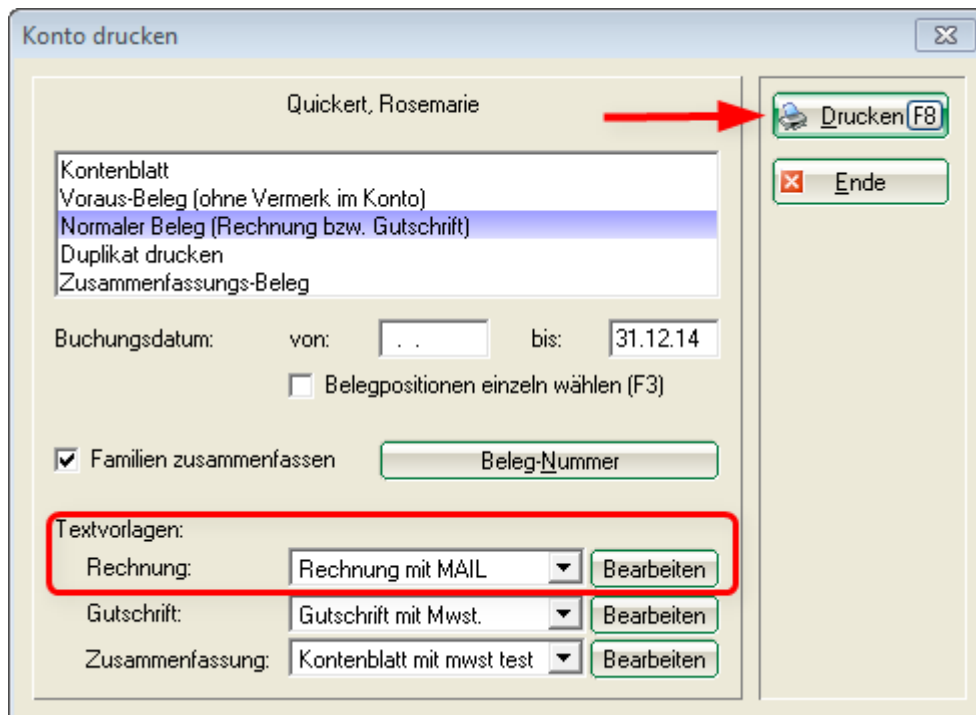 Konto drucken
Quickert, Rosemarie
Drucken F8
Ende
Kontenblatt
Voraus-Beleg (ohne Vermerk im Konto)
Normaler Beleg (Rechnung bzw. Gutschrift)
Duplikat drucken
Zusammenfassungs-Beleg
Buchungsdatum: von: . . bis: 31.12.14
Belegpositionen einzeln wählen (F3)
Familien zusammenfassen Beleg-Nummer
Textvorlagen:
Rechnung: Rechnung mit MAIL Bearbeiten
Gutschrift: Gutschrift mit Mwst. Bearbeiten
Zusammenfassung: Kontenblatt mit mwst test Bearbeiten